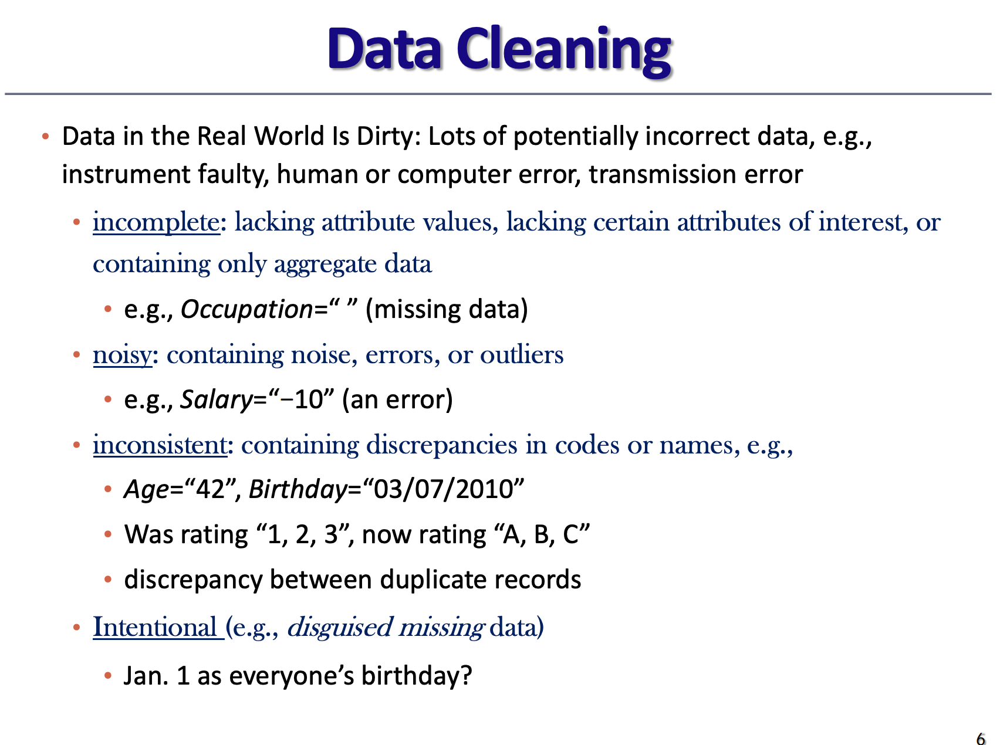 Data Cleaning
• Data in the Real World Is Dirty: Lots of potentially incorrect data, e.g.,
instrument faulty, human or computer error, transmission error
• incomplete: lacking attribute values, lacking certain attributes of interest, or
containing only aggregate data
• e.g., Occupation=“ ” (missing data)
• noisy: containing noise, errors, or outliers
• e.g., Salary=“−10” (an error)
• inconsistent: containing discrepancies in codes or names, e.g.,
• Age=“42”, Birthday=“03/07/2010”
• Was rating “1, 2, 3”, now rating “A, B, C”
• discrepancy between duplicate records
• Intentional (e.g., disguised missing data)
• Jan. 1 as everyone’s birthday?
6